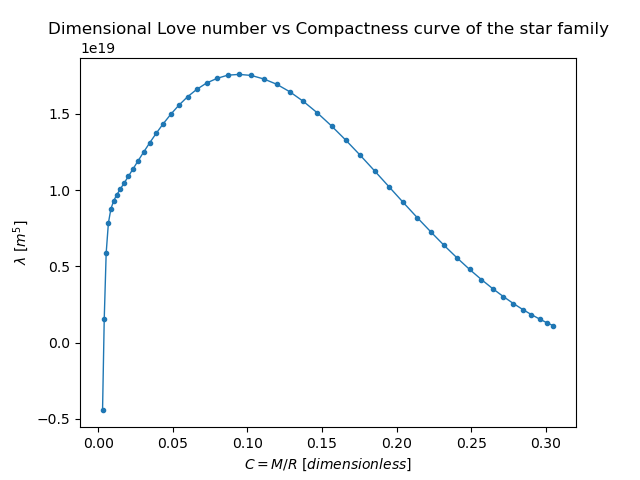 Dimensional Love number vs Compactness curve of the star family
1e19
1.5
1.0
0.5
0.0
−0.5
λ [m⁵]
0.00 0.05 0.10 0.15 0.20 0.25 0.30
C = M/R [dimensionless]